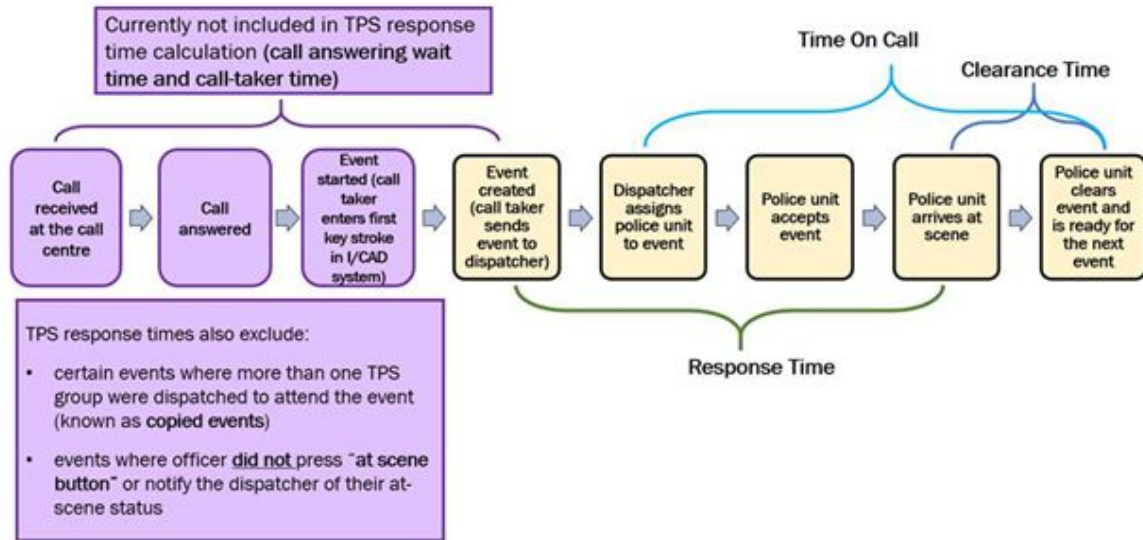 Currently not included in TPS response
time calculation (call answering wait
time and call-taker time)
Time On Call
Clearance Time
Call
received
at the call
centre
Call
answered
Event
started (call
taker
enters first
key stroke
in I/CAD
system)
Event
created
(call taker
sends
event to
dispatcher)
Dispatcher
assigns
police unit
to event
Police unit
accepts
event
Police unit
arrives at
scene
Police unit
clears
event and
is ready for
the next
event
Response Time
TPS response times also exclude:
• certain events where more than one TPS
group were dispatched to attend the event
(known as copied events)
• events where officer did not press “at scene
button” or notify the dispatcher of their at-
scene status